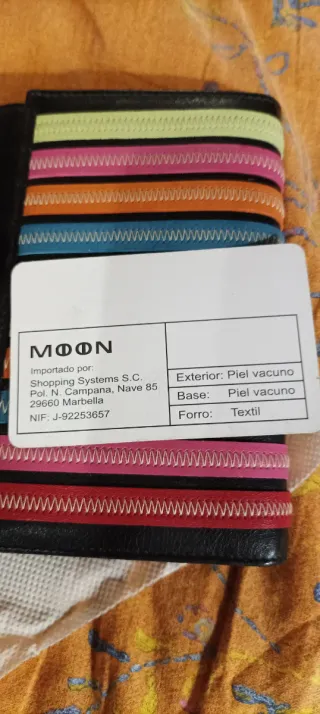 MOON
Importado por:
Shopping Systems S.C.
Pol. N. Campana, Nave 85
29660 Marbella
NIF: J-92253657
Exterior: Piel vacuno
Base: Piel vacuno
Forro: Textil